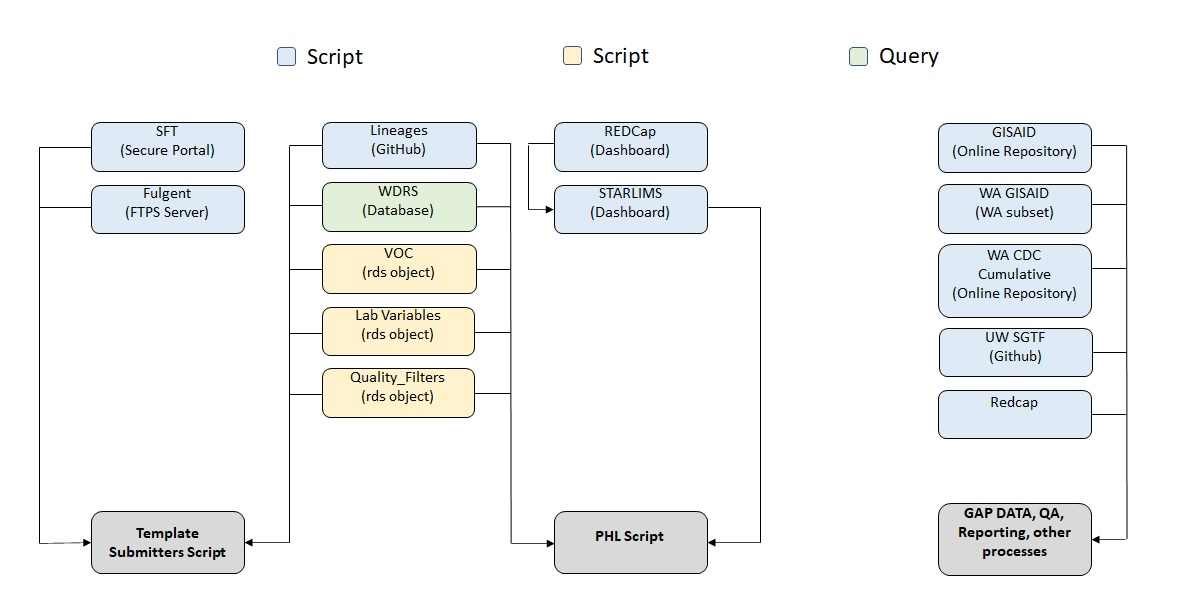 Script
Script
Query
SFT
(Secure Portal)
Fulgent
(FTPS Server)
Lineages
(GitHub)
WDRS
(Database)
VOC
(rds object)
Lab Variables
(rds object)
Quality_Filters
(rds object)
REDCap
(Dashboard)
STARLIMS
(Dashboard)
GISAID
(Online Repository)
WA GISAID
(WA subset)
WA CDC
Cumulative
(Online Repository)
UW SGTF
(Github)
Redcap
Template
Submitters Script
PHL Script
GAP DATA, QA,
Reporting, other
processes